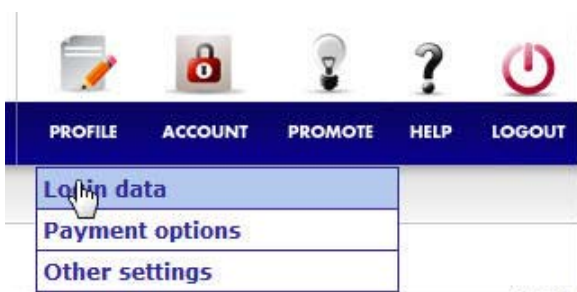 PROFILE ACCOUNT PROMOTE HELP LOGOUT
Login data
Payment options
Other settings